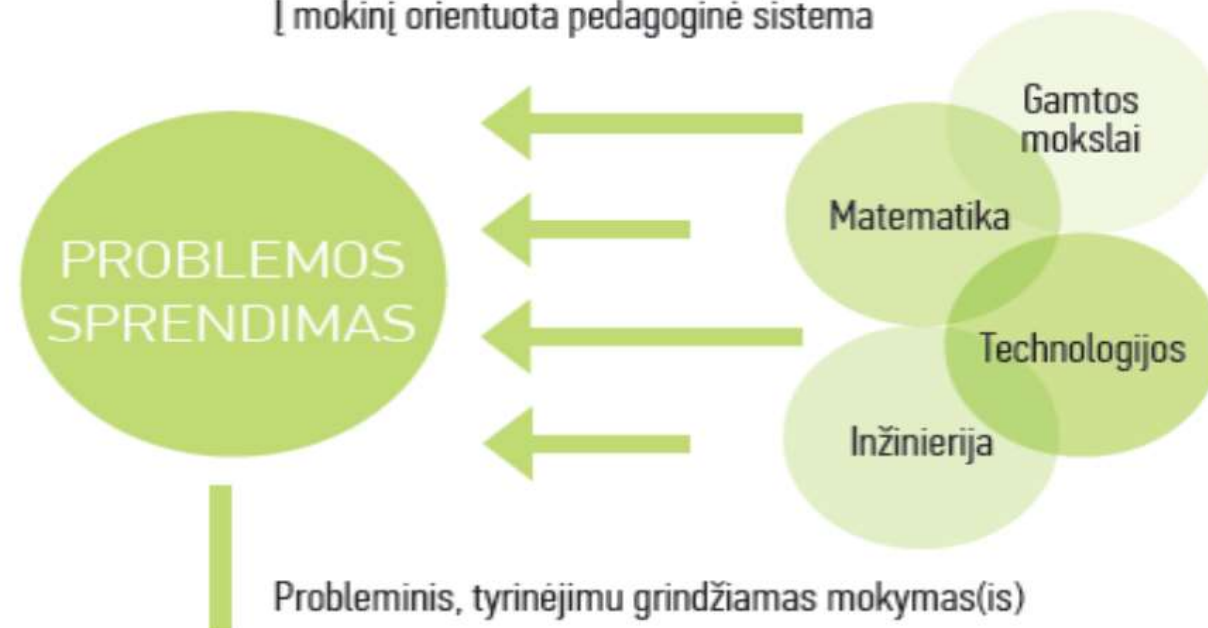 Į mokinį orientuota pedagoginė sistema
Gamtos
mokslai
Matematika
PROBLEMOS
SPRENDIMAS
Technologijos
Inžinierija
Probleminis, tyrinėjimu grindžiamas mokymas(is)